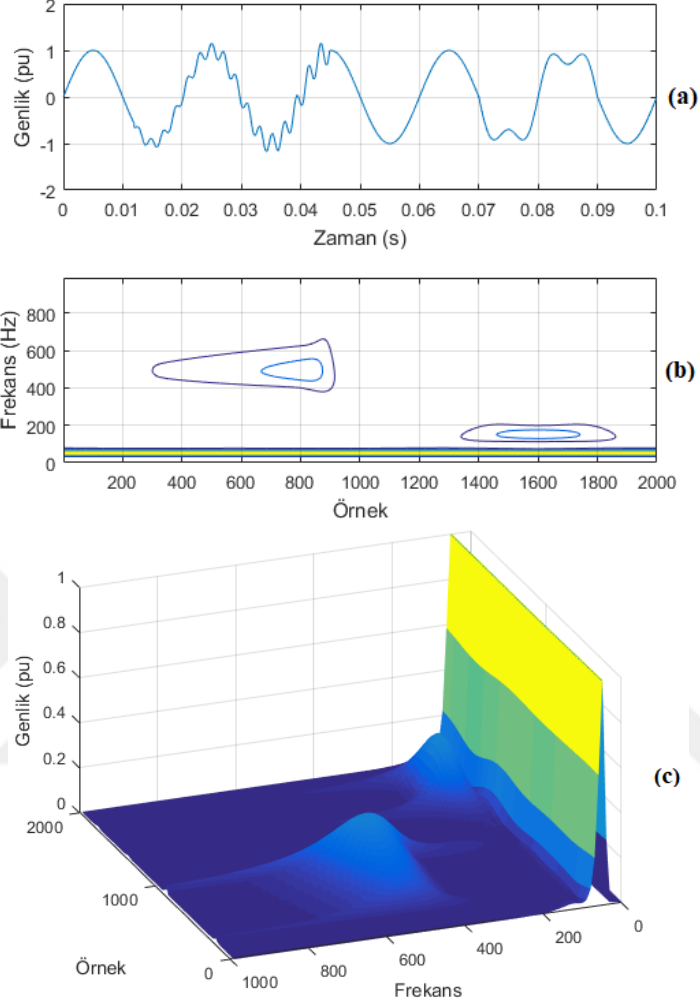 2
1
0
-1
-2
Genlik (pu)
0 0.01 0.02 0.03 0.04 0.05 0.06 0.07 0.08 0.09 0.1
Zaman (s)
(a)
800
600
400
200
0
Frekans (Hz)
200 400 600 800 1000 1200 1400 1600 1800 2000
Örnek
(b)
1
0.8
0.6
0.4
0.2
0
Genlik (pu)
2000
1000
0
Örnek
1000 800 600 400 200 0
Frekans
(c)